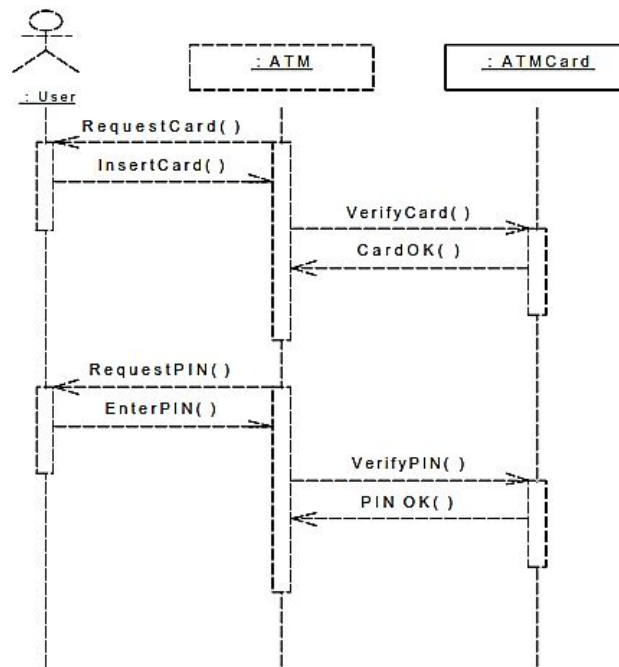 : ATM
: ATMCard
: User
RequestCard( )
InsertCard( )
VerifyCard( )
CardOK( )
RequestPIN( )
EnterPIN( )
VerifyPIN( )
PIN OK( )